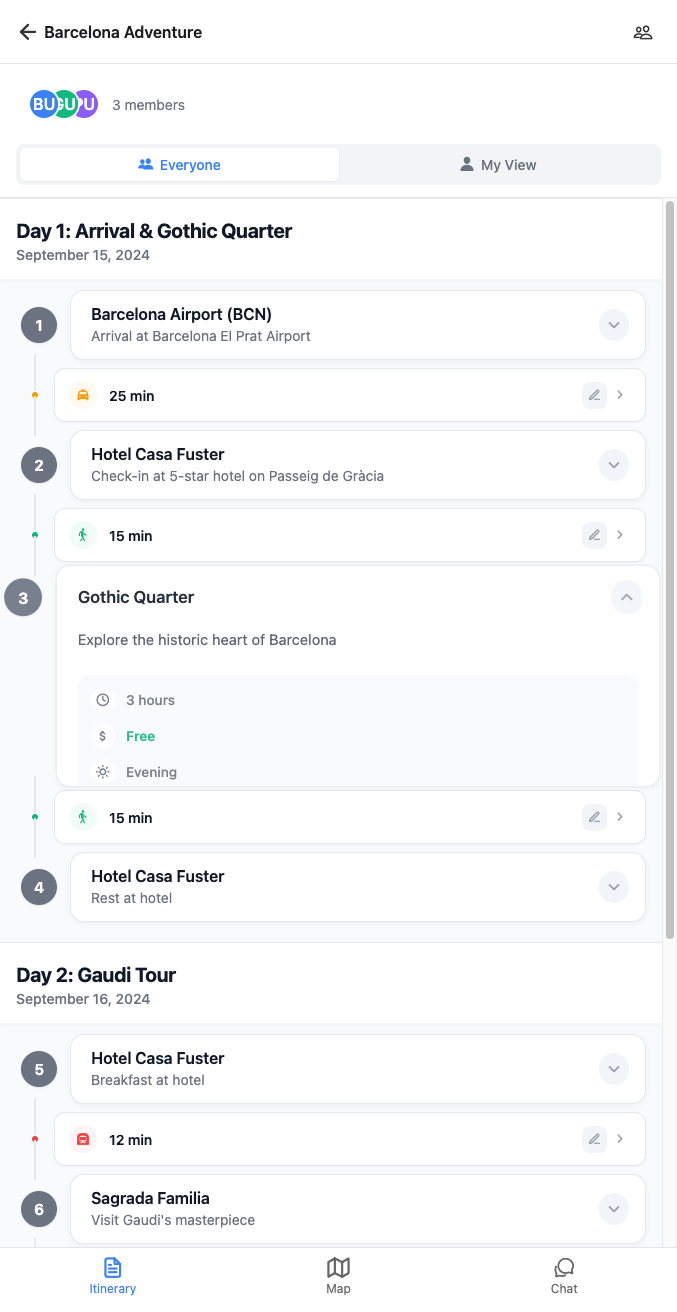 Barcelona Adventure
BU GU PU 3 members
Everyone My View
Day 1: Arrival & Gothic Quarter
September 15, 2024
1 Barcelona Airport (BCN)
Arrival at Barcelona El Prat Airport
25 min
2 Hotel Casa Fuster
Check-in at 5-star hotel on Passeig de Gràcia
15 min
3 Gothic Quarter
Explore the historic heart of Barcelona
3 hours
$ Free
Evening
15 min
4 Hotel Casa Fuster
Rest at hotel
Day 2: Gaudi Tour
September 16, 2024
5 Hotel Casa Fuster
Breakfast at hotel
12 min
6 Sagrada Familia
Visit Gaudi's masterpiece
Itinerary Map Chat